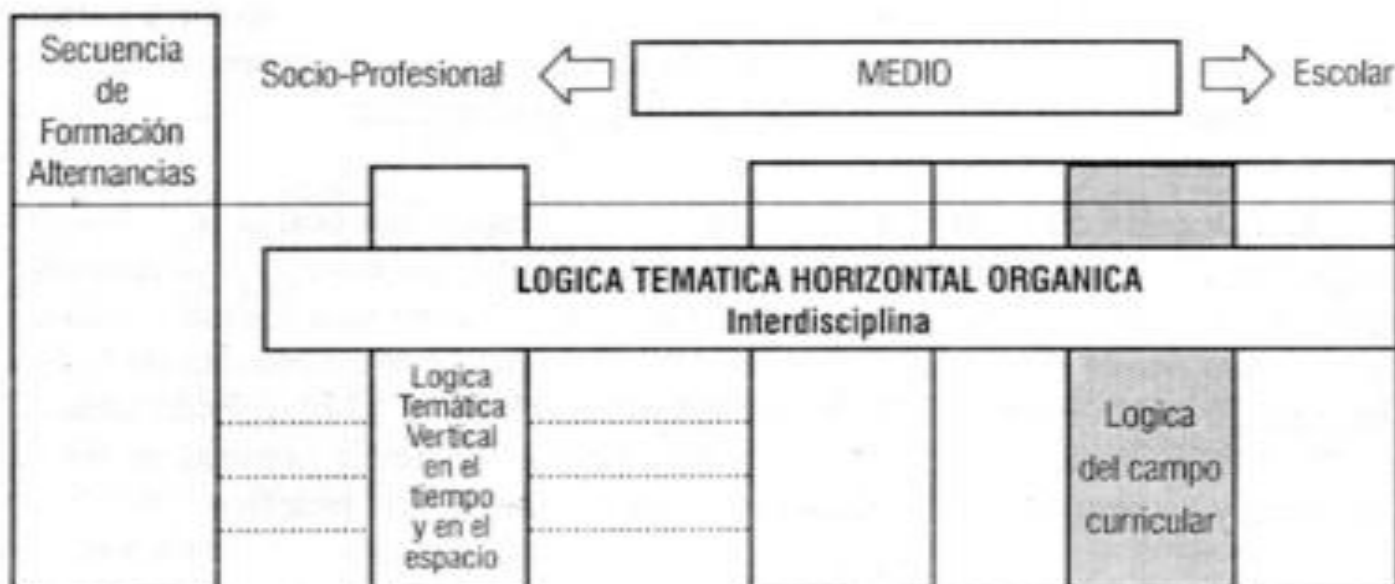 Secuencia
de
Formación
Alternancias
Socio-Profesional
MEDIO
Escolar
LOGICA TEMATICA HORIZONTAL ORGANICA
Interdisciplina
Logica
Temática
Vertical
en el
tiempo
y en el
espacio
Logica
del campo
curricular